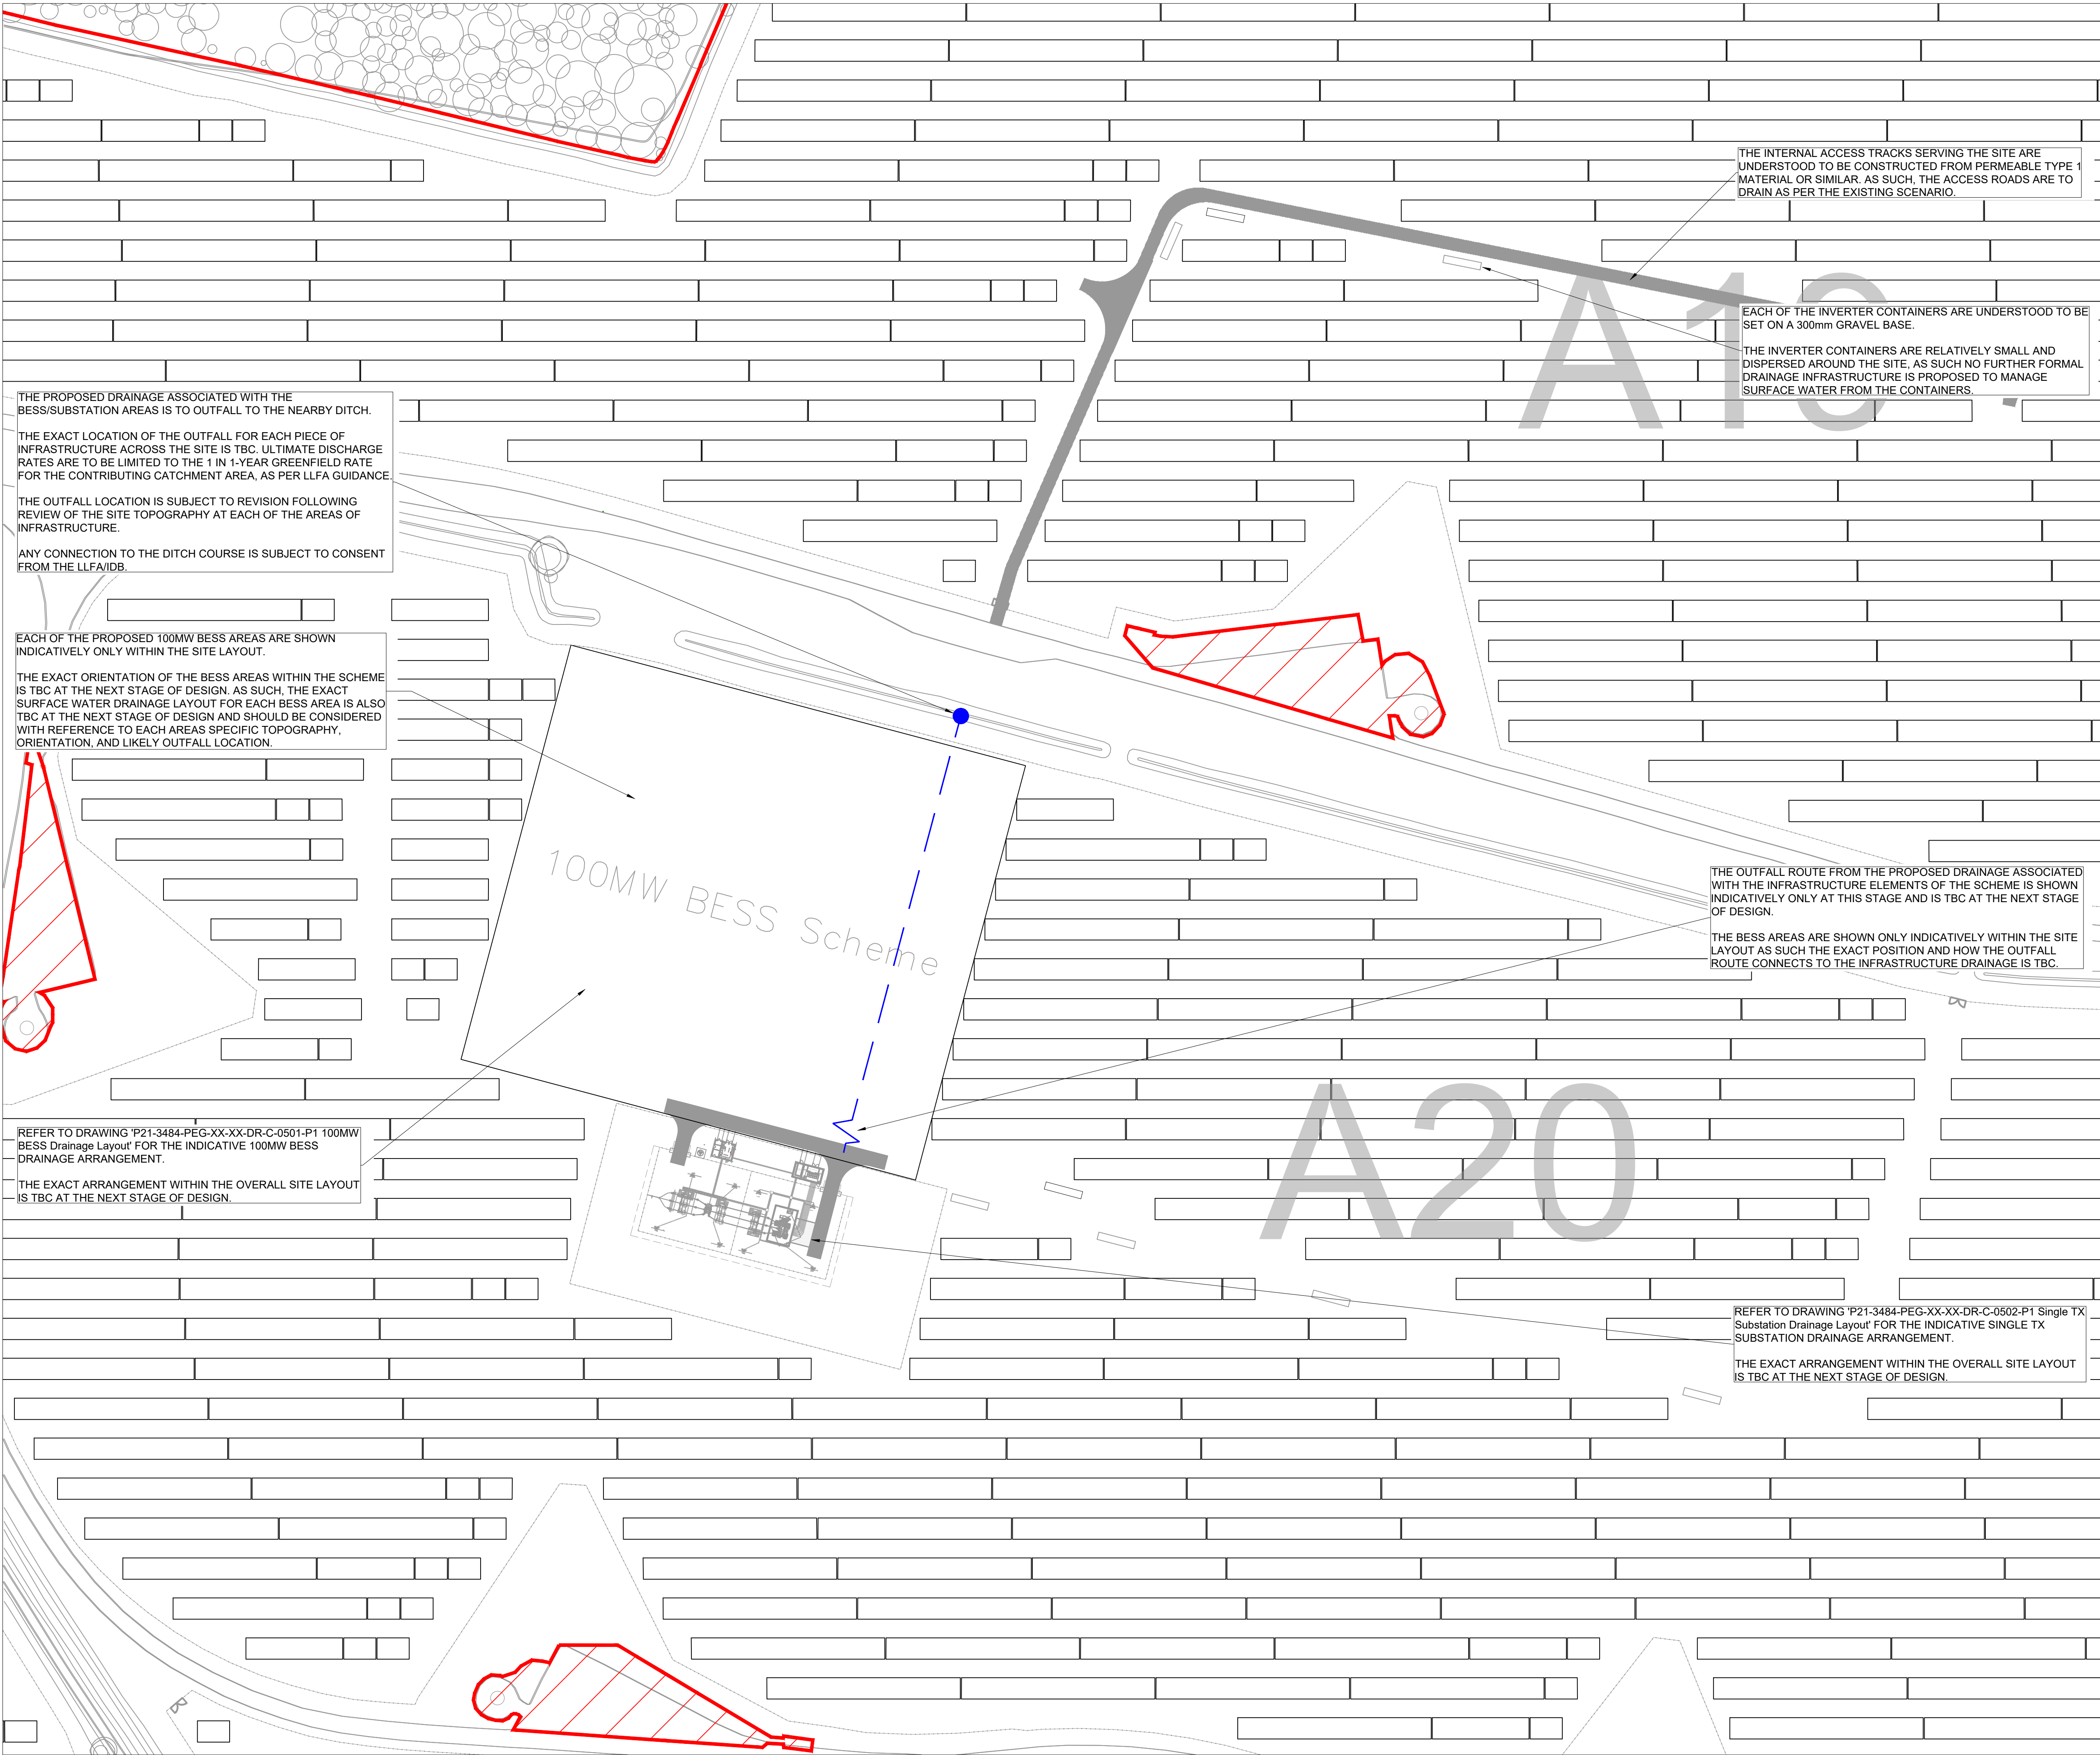 THE INTERNAL ACCESS TRACKS SERVING THE SITE ARE
UNDERSTOOD TO BE CONSTRUCTED FROM PERMEABLE TYPE 1
MATERIAL OR SIMILAR. AS SUCH, THE ACCESS ROADS ARE TO
DRAIN AS PER THE EXISTING SCENARIO.
EACH OF THE INVERTER CONTAINERS ARE UNDERSTOOD TO BE
SET ON A 300mm GRAVEL BASE.
THE INVERTER CONTAINERS ARE RELATIVELY SMALL AND
DISPERSED AROUND THE SITE, AS SUCH NO FURTHER FORMAL
DRAINAGE INFRASTRUCTURE IS PROPOSED TO MANAGE
SURFACE WATER FROM THE CONTAINERS.
THE PROPOSED DRAINAGE ASSOCIATED WITH THE
BESS/SUBSTATION AREAS IS TO OUTFALL TO THE NEARBY DITCH.
THE EXACT LOCATION OF THE OUTFALL FOR EACH PIECE OF
INFRASTRUCTURE ACROSS THE SITE IS TBC. ULTIMATE DISCHARGE
RATES ARE TO BE LIMITED TO THE 1 IN 1-YEAR GREENFIELD RATE
FOR THE CONTRIBUTING CATCHMENT AREA, AS PER LLFA GUIDANCE.
THE OUTFALL LOCATION IS SUBJECT TO REVISION FOLLOWING
REVIEW OF THE SITE TOPOGRAPHY AT EACH OF THE AREAS OF
INFRASTRUCTURE.
ANY CONNECTION TO THE DITCH COURSE IS SUBJECT TO CONSENT
FROM THE LLFA/IDB.
EACH OF THE PROPOSED 100MW BESS AREAS ARE SHOWN
INDICATIVELY ONLY WITHIN THE SITE LAYOUT.
THE EXACT ORIENTATION OF THE BESS AREAS WITHIN THE SCHEME
IS TBC AT THE NEXT STAGE OF DESIGN. AS SUCH, THE EXACT
SURFACE WATER DRAINAGE LAYOUT FOR EACH BESS AREA IS ALSO
TBC AT THE NEXT STAGE OF DESIGN AND SHOULD BE CONSIDERED
WITH REFERENCE TO EACH AREAS SPECIFIC TOPOGRAPHY,
ORIENTATION, AND LIKELY OUTFALL LOCATION.
100MW BESS Scheme
THE OUTFALL ROUTE FROM THE PROPOSED DRAINAGE ASSOCIATED
WITH THE INFRASTRUCTURE ELEMENTS OF THE SCHEME IS SHOWN
INDICATIVELY ONLY AT THIS STAGE AND IS TBC AT THE NEXT STAGE
OF DESIGN.
THE BESS AREAS ARE SHOWN ONLY INDICATIVELY WITHIN THE SITE
LAYOUT AS SUCH THE EXACT POSITION AND HOW THE OUTFALL
ROUTE CONNECTS TO THE INFRASTRUCTURE DRAINAGE IS TBC.
A20
REFER TO DRAWING 'P21-3484-PEG-XX-XX-DR-C-0501-P1 100MW
BESS Drainage Layout' FOR THE INDICATIVE 100MW BESS
DRAINAGE ARRANGEMENT.
THE EXACT ARRANGEMENT WITHIN THE OVERALL SITE LAYOUT
IS TBC AT THE NEXT STAGE OF DESIGN.
REFER TO DRAWING 'P21-3484-PEG-XX-XX-DR-C-0502-P1 Single TX
Substation Drainage Layout' FOR THE INDICATIVE SINGLE TX
SUBSTATION DRAINAGE ARRANGEMENT.
THE EXACT ARRANGEMENT WITHIN THE OVERALL SITE LAYOUT
IS TBC AT THE NEXT STAGE OF DESIGN.